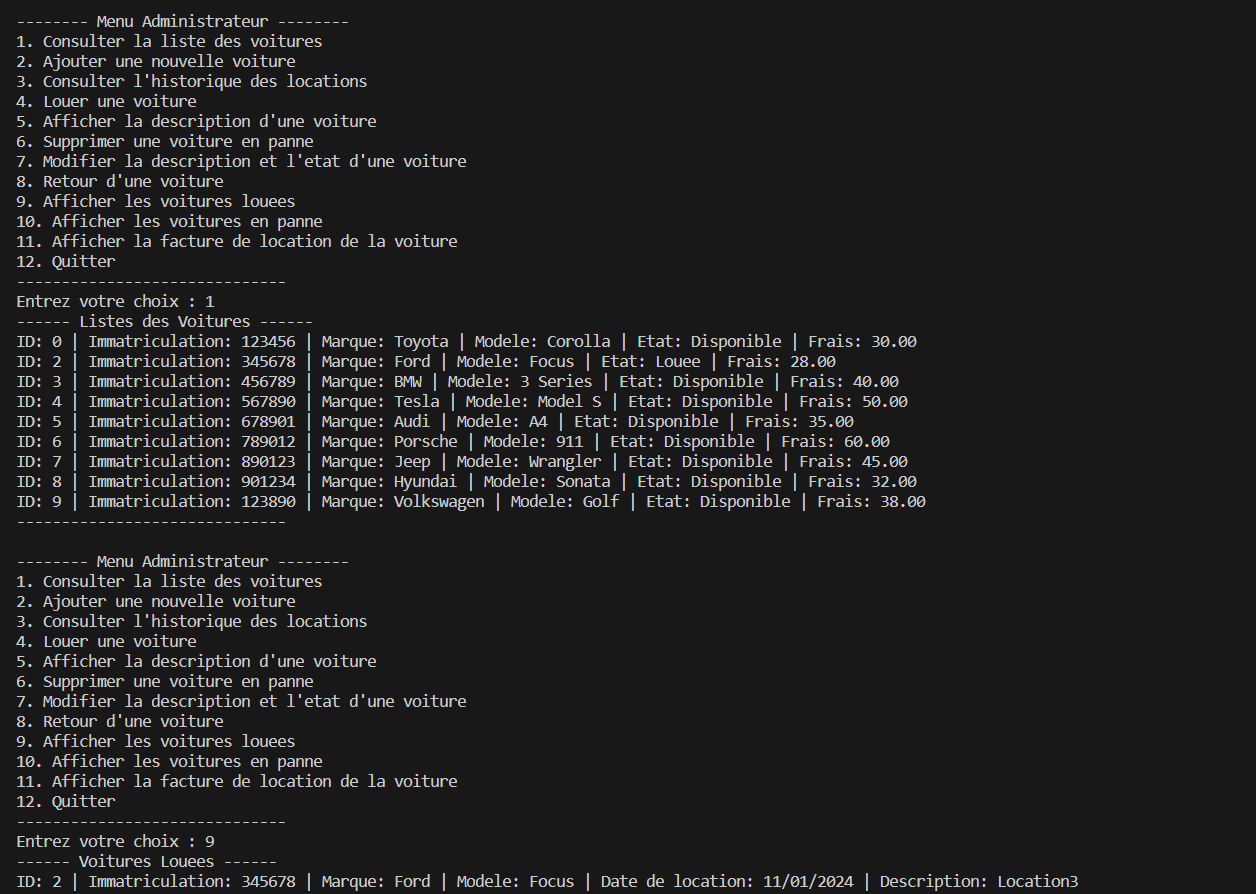 -------- Menu Administrateur --------
1. Consulter la liste des voitures
2. Ajouter une nouvelle voiture
3. Consulter l'historique des locations
4. Louer une voiture
5. Afficher la description d'une voiture
6. Supprimer une voiture en panne
7. Modifier la description et l'etat d'une voiture
8. Retour d'une voiture
9. Afficher les voitures louees
10. Afficher les voitures en panne
11. Afficher la facture de location de la voiture
12. Quitter
------------------------------
Entrez votre choix : 1
------ Listes des Voitures ------
ID: 0 | Immatriculation: 123456 | Marque: Toyota | Modele: Corolla | Etat: Disponible | Frais: 30.00
ID: 2 | Immatriculation: 345678 | Marque: Ford | Modele: Focus | Etat: Louee | Frais: 28.00
ID: 3 | Immatriculation: 456789 | Marque: BMW | Modele: 3 Series | Etat: Disponible | Frais: 40.00
ID: 4 | Immatriculation: 567890 | Marque: Tesla | Modele: Model S | Etat: Disponible | Frais: 50.00
ID: 5 | Immatriculation: 678901 | Marque: Audi | Modele: A4 | Etat: Disponible | Frais: 35.00
ID: 6 | Immatriculation: 789012 | Marque: Porsche | Modele: 911 | Etat: Disponible | Frais: 60.00
ID: 7 | Immatriculation: 890123 | Marque: Jeep | Modele: Wrangler | Etat: Disponible | Frais: 45.00
ID: 8 | Immatriculation: 901234 | Marque: Hyundai | Modele: Sonata | Etat: Disponible | Frais: 32.00
ID: 9 | Immatriculation: 123890 | Marque: Volkswagen | Modele: Golf | Etat: Disponible | Frais: 38.00
------------------------------
-------- Menu Administrateur --------
1. Consulter la liste des voitures
2. Ajouter une nouvelle voiture
3. Consulter l'historique des locations
4. Louer une voiture
5. Afficher la description d'une voiture
6. Supprimer une voiture en panne
7. Modifier la description et l'etat d'une voiture
8. Retour d'une voiture
9. Afficher les voitures louees
10. Afficher les voitures en panne
11. Afficher la facture de location de la voiture
12. Quitter
------------------------------
Entrez votre choix : 9
------ Voitures Louees ------
ID: 2 | Immatriculation: 345678 | Marque: Ford | Modele: Focus | Date de location: 11/01/2024 | Description: Location3